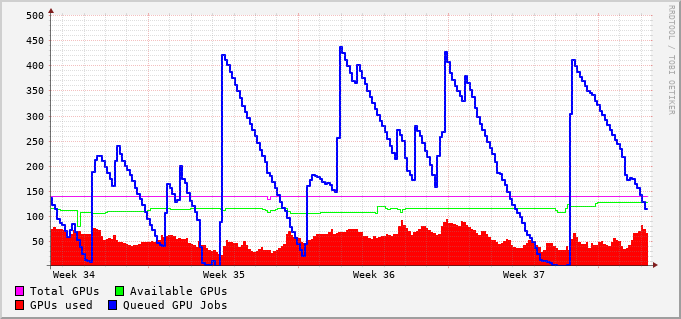 500
450
400
350
300
250
200
150
100
50
Week 34
Week 35
Week 36
Week 37
Total GPUs
Available GPUs
GPUs used
Queued GPU Jobs
RRDTOOL / TOBI OETIKER